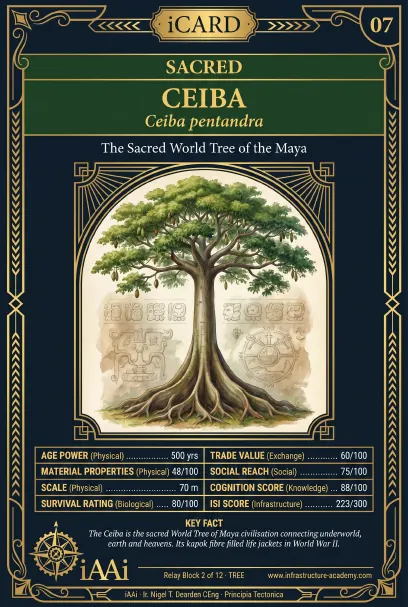 iCARD
07
SACRED
CEIBA
Ceiba pentandra
The Sacred World Tree of the Maya
AGE POWER (Physical) ................. 500 yrs
MATERIAL PROPERTIES (Physical) 48/100
SCALE (Physical) ........................... 70 m
SURVIVAL RATING (Biological) ..... 80/100
TRADE VALUE (Exchange) ............ 60/100
SOCIAL REACH (Social) ............... 75/100
COGNITION SCORE (Knowledge) .. 88/100
ISI SCORE (Infrastructure) ........... 223/300
KEY FACT
The Ceiba is the sacred World Tree of Maya civilisation connecting underworld,
earth and heavens. Its kapok fibre filled life jackets in World War II.
iAAi
Relay Block 2 of 12 · TREE
www.infrastructure-academy.com
iAAi · Ir. Nigel T. Dearden CEng · Principia Tectonica